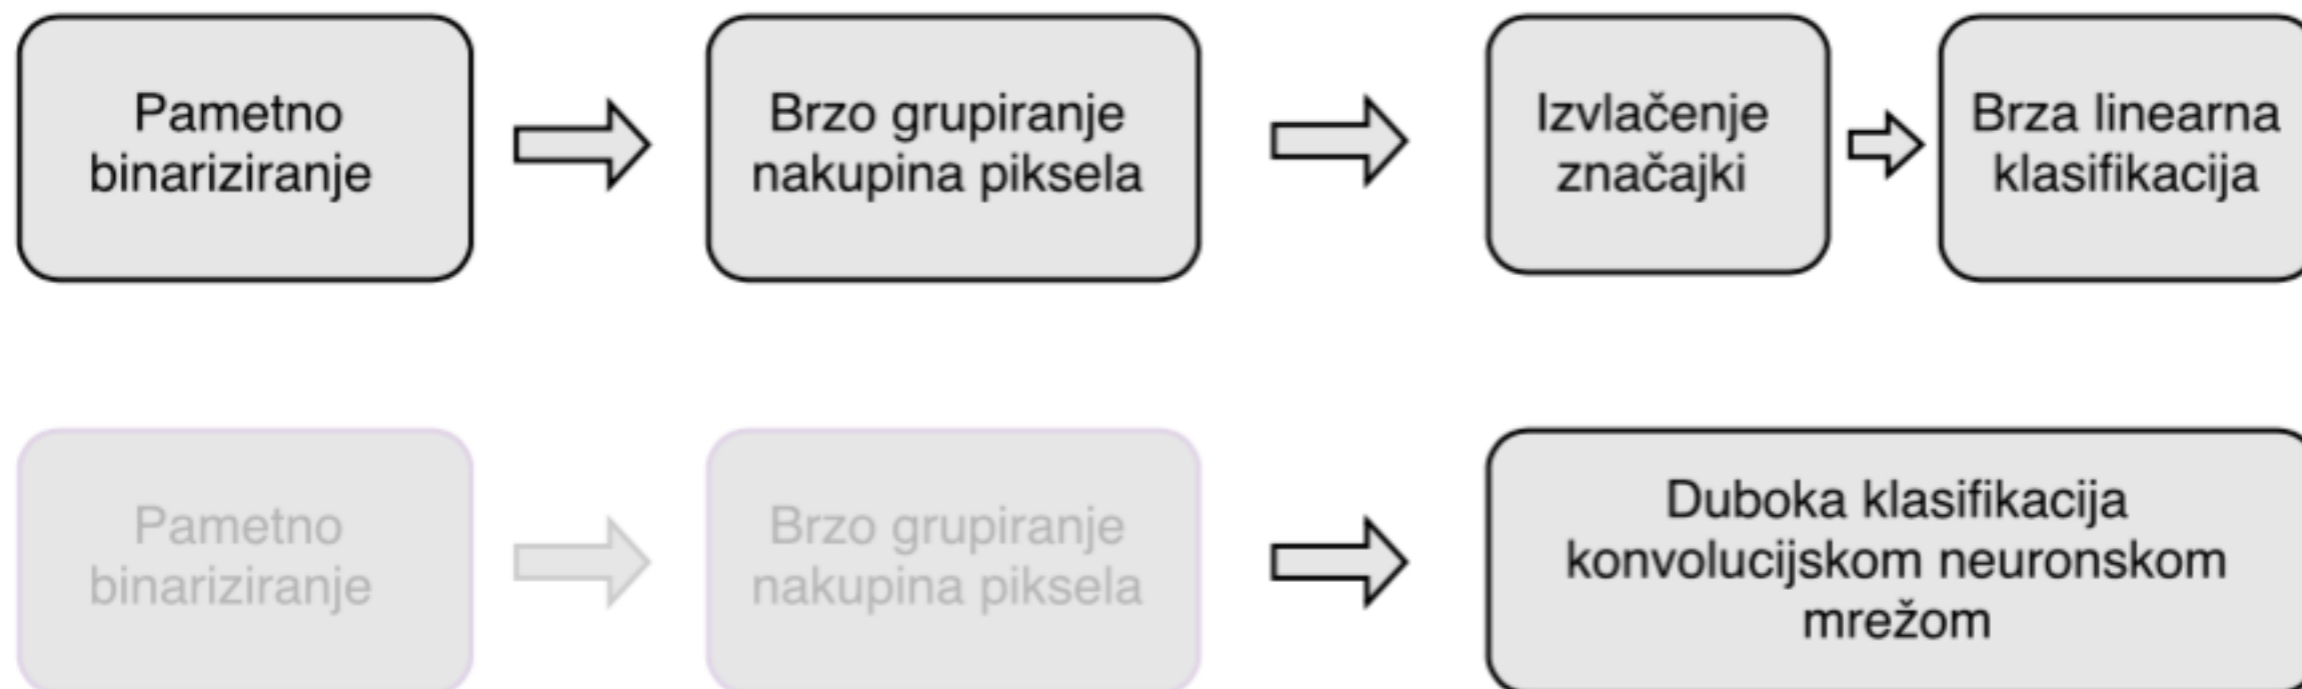 Pametno
binariziranje
Brzo grupiranje
nakupina piksela
Izvlačenje
značajki
Brza linearna
klasifikacija
Pametno
binariziranje
Brzo grupiranje
nakupina piksela
Duboka klasifikacija
konvolucijskom neuronskom
mrežom